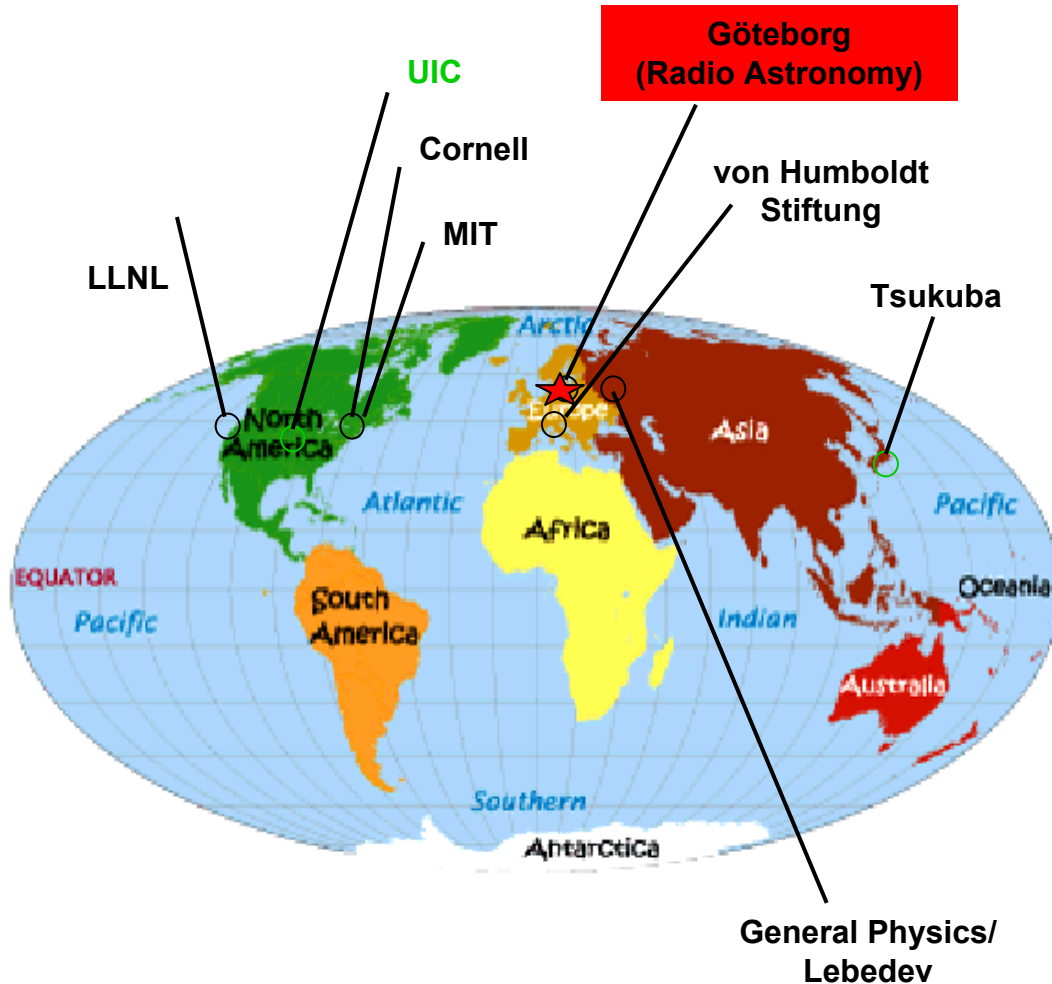 Göteborg
(Radio Astronomy)
UIC
Cornell
von Humboldt
Stiftung
MIT
LLNL
Tsukuba
Arctic
North
America
Europe
Asia
Atlantic
Pacific
Africa
EQUATOR
Oceania
South
America
Pacific
Indian
Australia
Southern
Antarctica
General Physics/
Lebedev